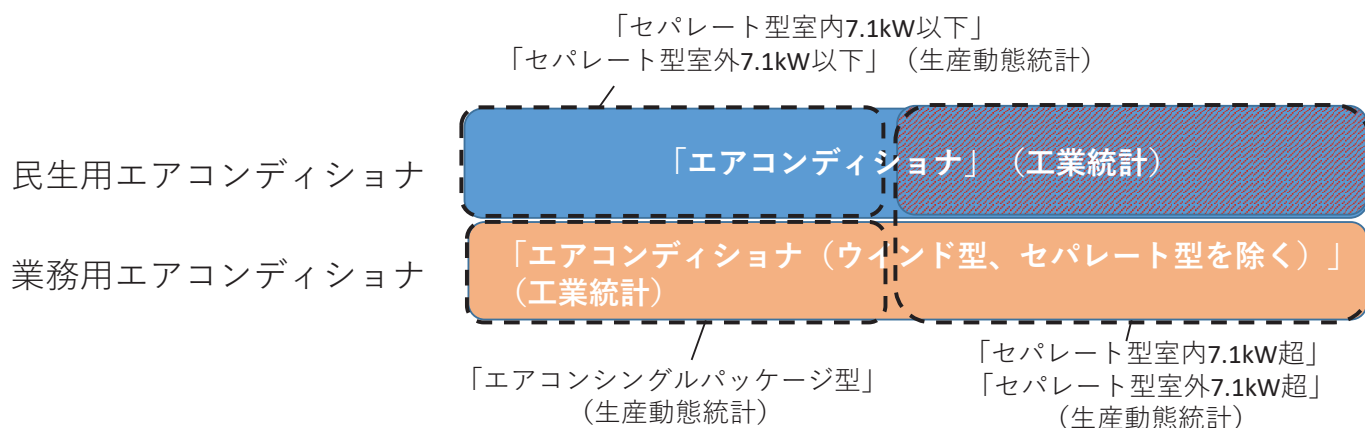 「セパレート型室内7.1kW以下」
「セパレート型室外7.1kW以下」（生産動態統計）
民生用エアコンディショナ
「エアコンディショナ」（工業統計）
業務用エアコンディショナ
「エアコンディショナ（ウインド型、セパレート型を除く）」
（工業統計）
「エアコンシングルパッケージ型」
（生産動態統計）
「セパレート型室内7.1kW超」
「セパレート型室外7.1kW超」
（生産動態統計）